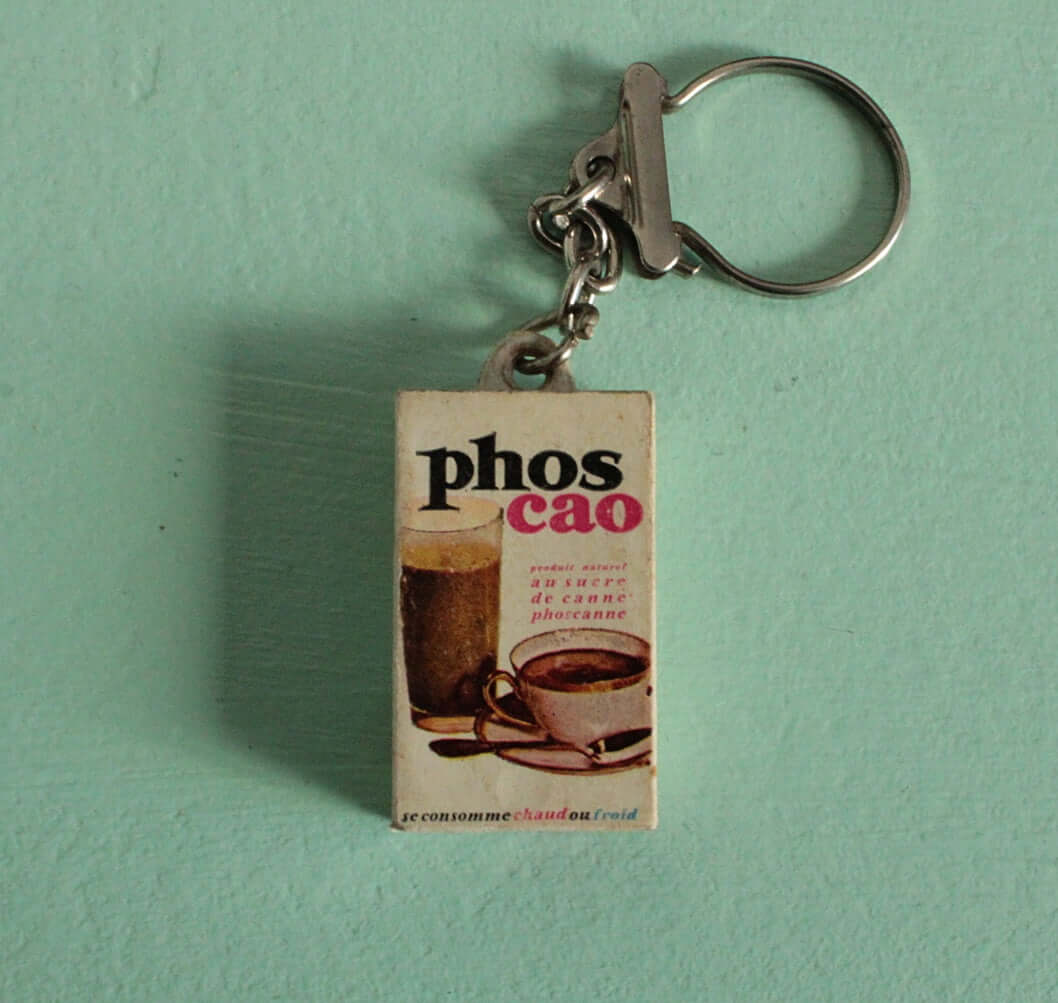 phos
cao
produit naturel
au sucre
de canne
phoscanne
se consomme chaud ou froid